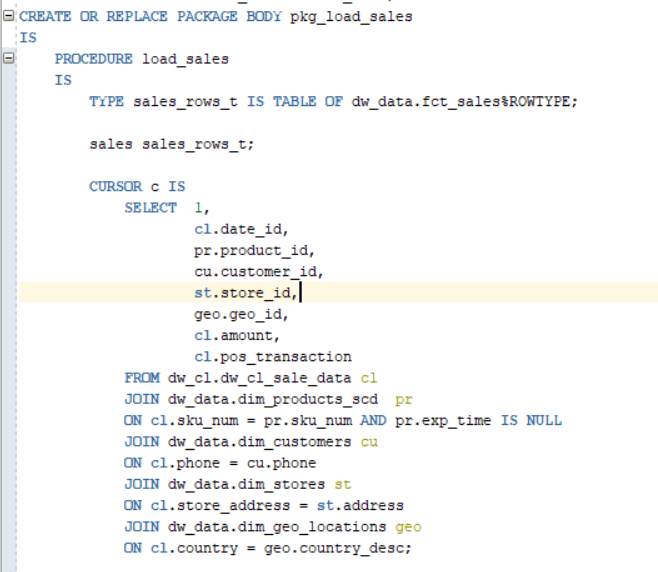 CREATE OR REPLACE PACKAGE BODY pkg_load_sales
IS
    PROCEDURE load_sales
    IS
        TYPE sales_rows_t IS TABLE OF dw_data.fct_sales%ROWTYPE;

        sales sales_rows_t;

        CURSOR c IS
            SELECT  1,
                    cl.date_id,
                    pr.product_id,
                    cu.customer_id,
                    st.store_id,
                    geo.geo_id,
                    cl.amount,
                    cl.pos_transaction
            FROM dw_cl.dw_cl_sale_data cl
            JOIN dw_data.dim_products_scd  pr
            ON cl.sku_num = pr.sku_num AND pr.exp_time IS NULL
            JOIN dw_data.dim_customers cu
            ON cl.phone = cu.phone
            JOIN dw_data.dim_stores st
            ON cl.store_address = st.address
            JOIN dw_data.dim_geo_locations geo
            ON cl.country = geo.country_desc;